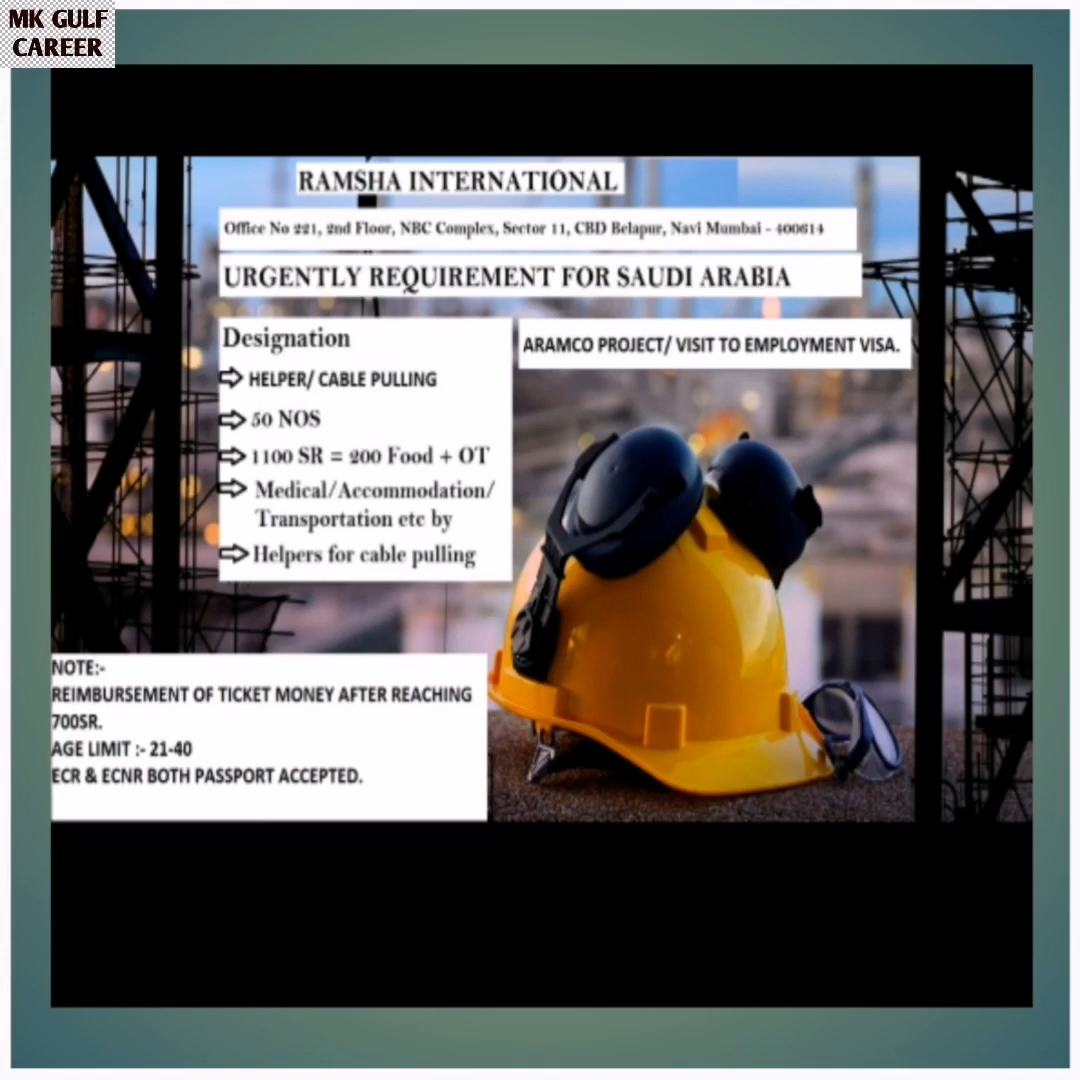 MK GULF
CAREER
RAMSHA INTERNATIONAL
Office No 221, 2nd Floor, NBC Complex, Sector 11, CBD Belapur, Navi Mumbai - 400614
URGENTLY REQUIREMENT FOR SAUDI ARABIA
Designation
HELPER/ CABLE PULLING
50 NOS
1100 SR = 200 Food + OT
Medical/Accommodation/
Transportation etc by
Helpers for cable pulling
ARAMCO PROJECT/ VISIT TO EMPLOYMENT VISA.
NOTE:-
REIMBURSEMENT OF TICKET MONEY AFTER REACHING
700SR.
AGE LIMIT :- 21-40
ECR & ECNR BOTH PASSPORT ACCEPTED.